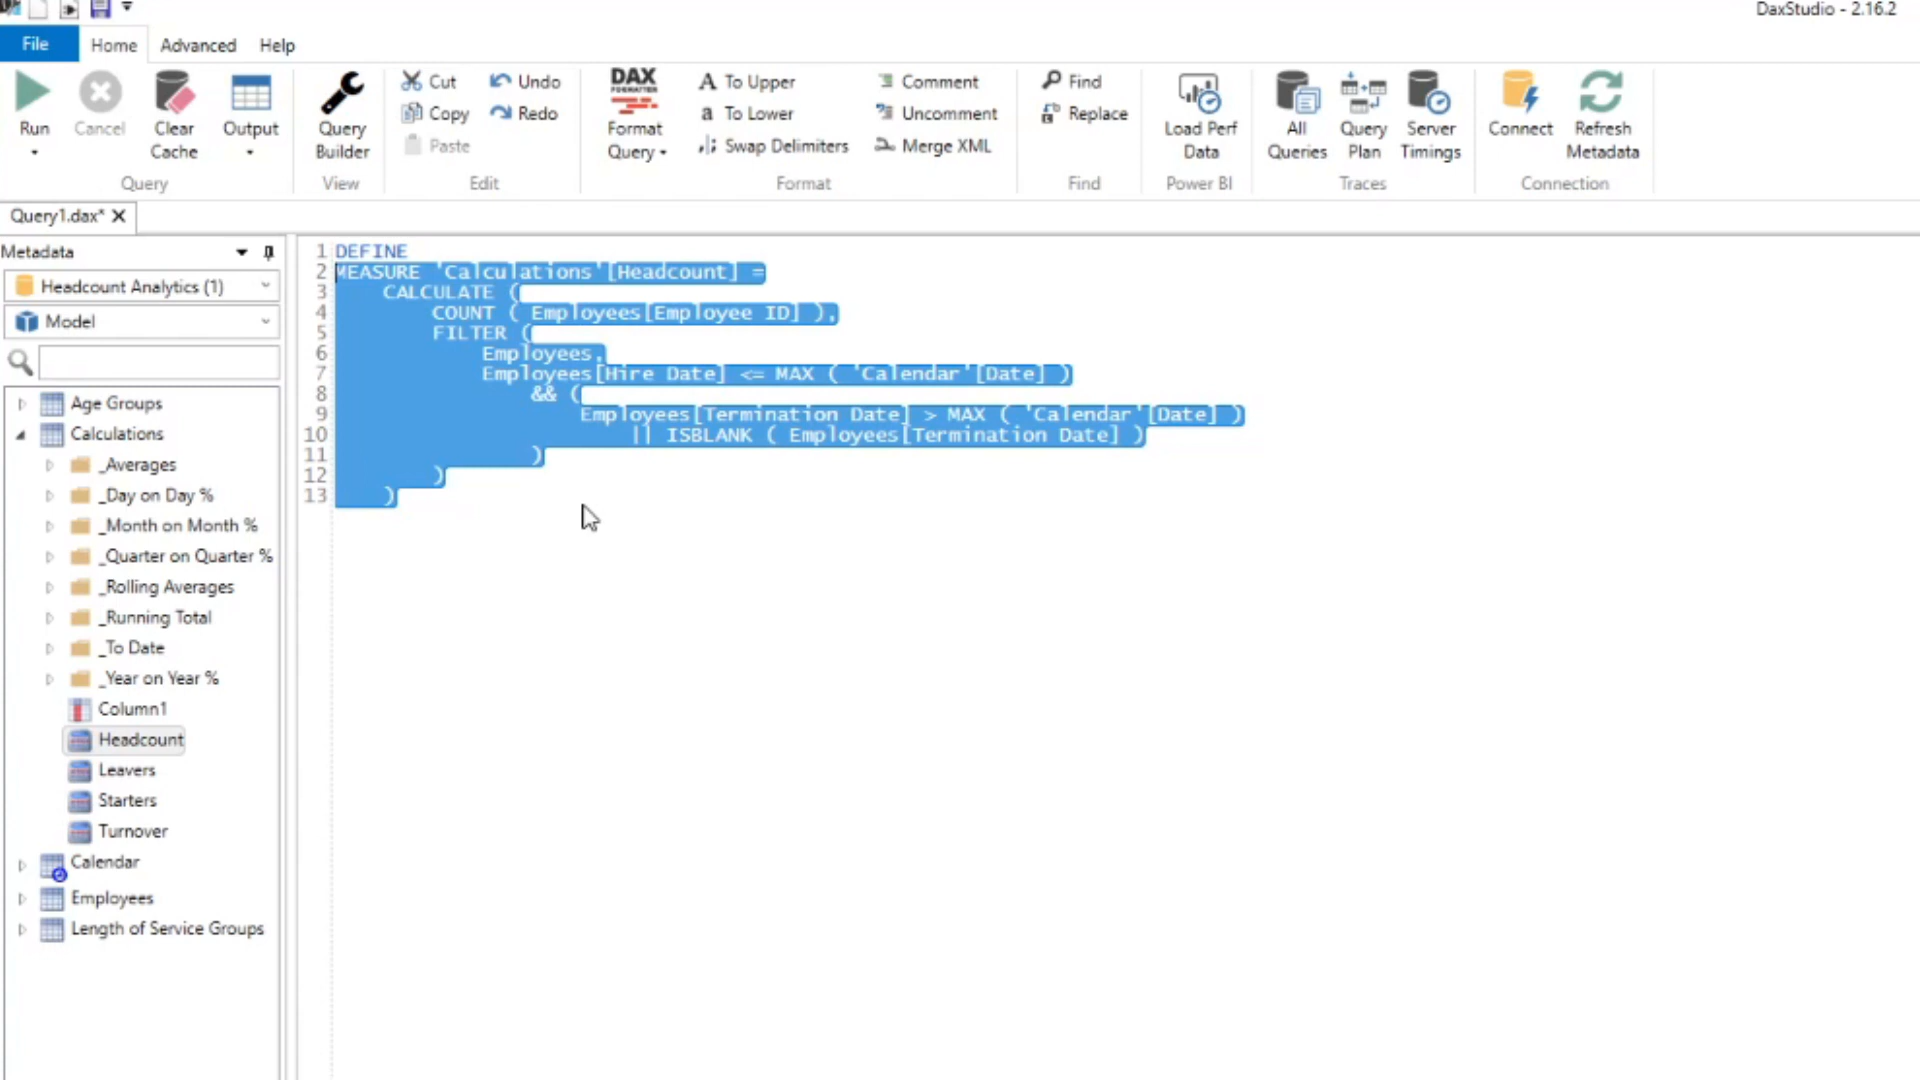 DaxStudio - 2.16.2
File Home Advanced Help
Cut Undo DAX FORMATTER To Upper Comment Find
Copy Redo To Lower Uncomment Replace
Run Cancel Clear Cache Output Query Builder Paste Format Query Swap Delimiters Merge XML Load Perf Data All Queries Query Plan Server Timings Connect Refresh Metadata
Query View Edit Format Find Power BI Traces Connection
Query1.dax*
Metadata
Headcount Analytics (1)
Model
Age Groups
Calculations
_Averages
_Day on Day %
_Month on Month %
_Quarter on Quarter %
_Rolling Averages
_Running Total
_To Date
_Year on Year %
Column1
Headcount
Leavers
Starters
Turnover
Calendar
Employees
Length of Service Groups
1 DEFINE
2 MEASURE 'Calculations'[Headcount] =
3 CALCULATE (
4 COUNT ( Employees[Employee ID] ),
5 FILTER (
6 Employees,
7 Employees[Hire Date] <= MAX ( 'Calendar'[Date] )
8 && (
9 Employees[Termination Date] > MAX ( 'Calendar'[Date] )
10 || ISBLANK ( Employees[Termination Date] )
11 )
12 )
13 )